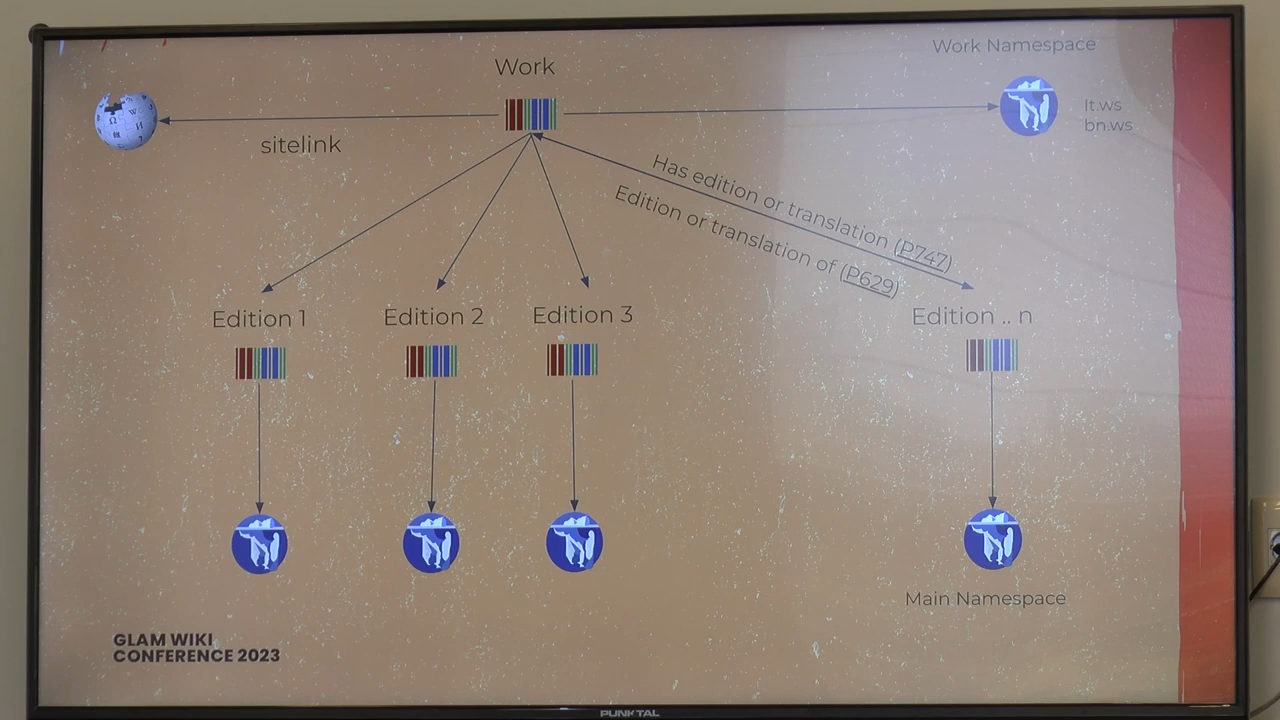 Work Namespace
Work
lt.ws
bn.ws
sitelink
Has edition or translation (P747)
Edition or translation of (P629)
Edition 1
Edition 2
Edition 3
Edition .. n
Main Namespace
GLAM WIKI
CONFERENCE 2023
PUNKTAL